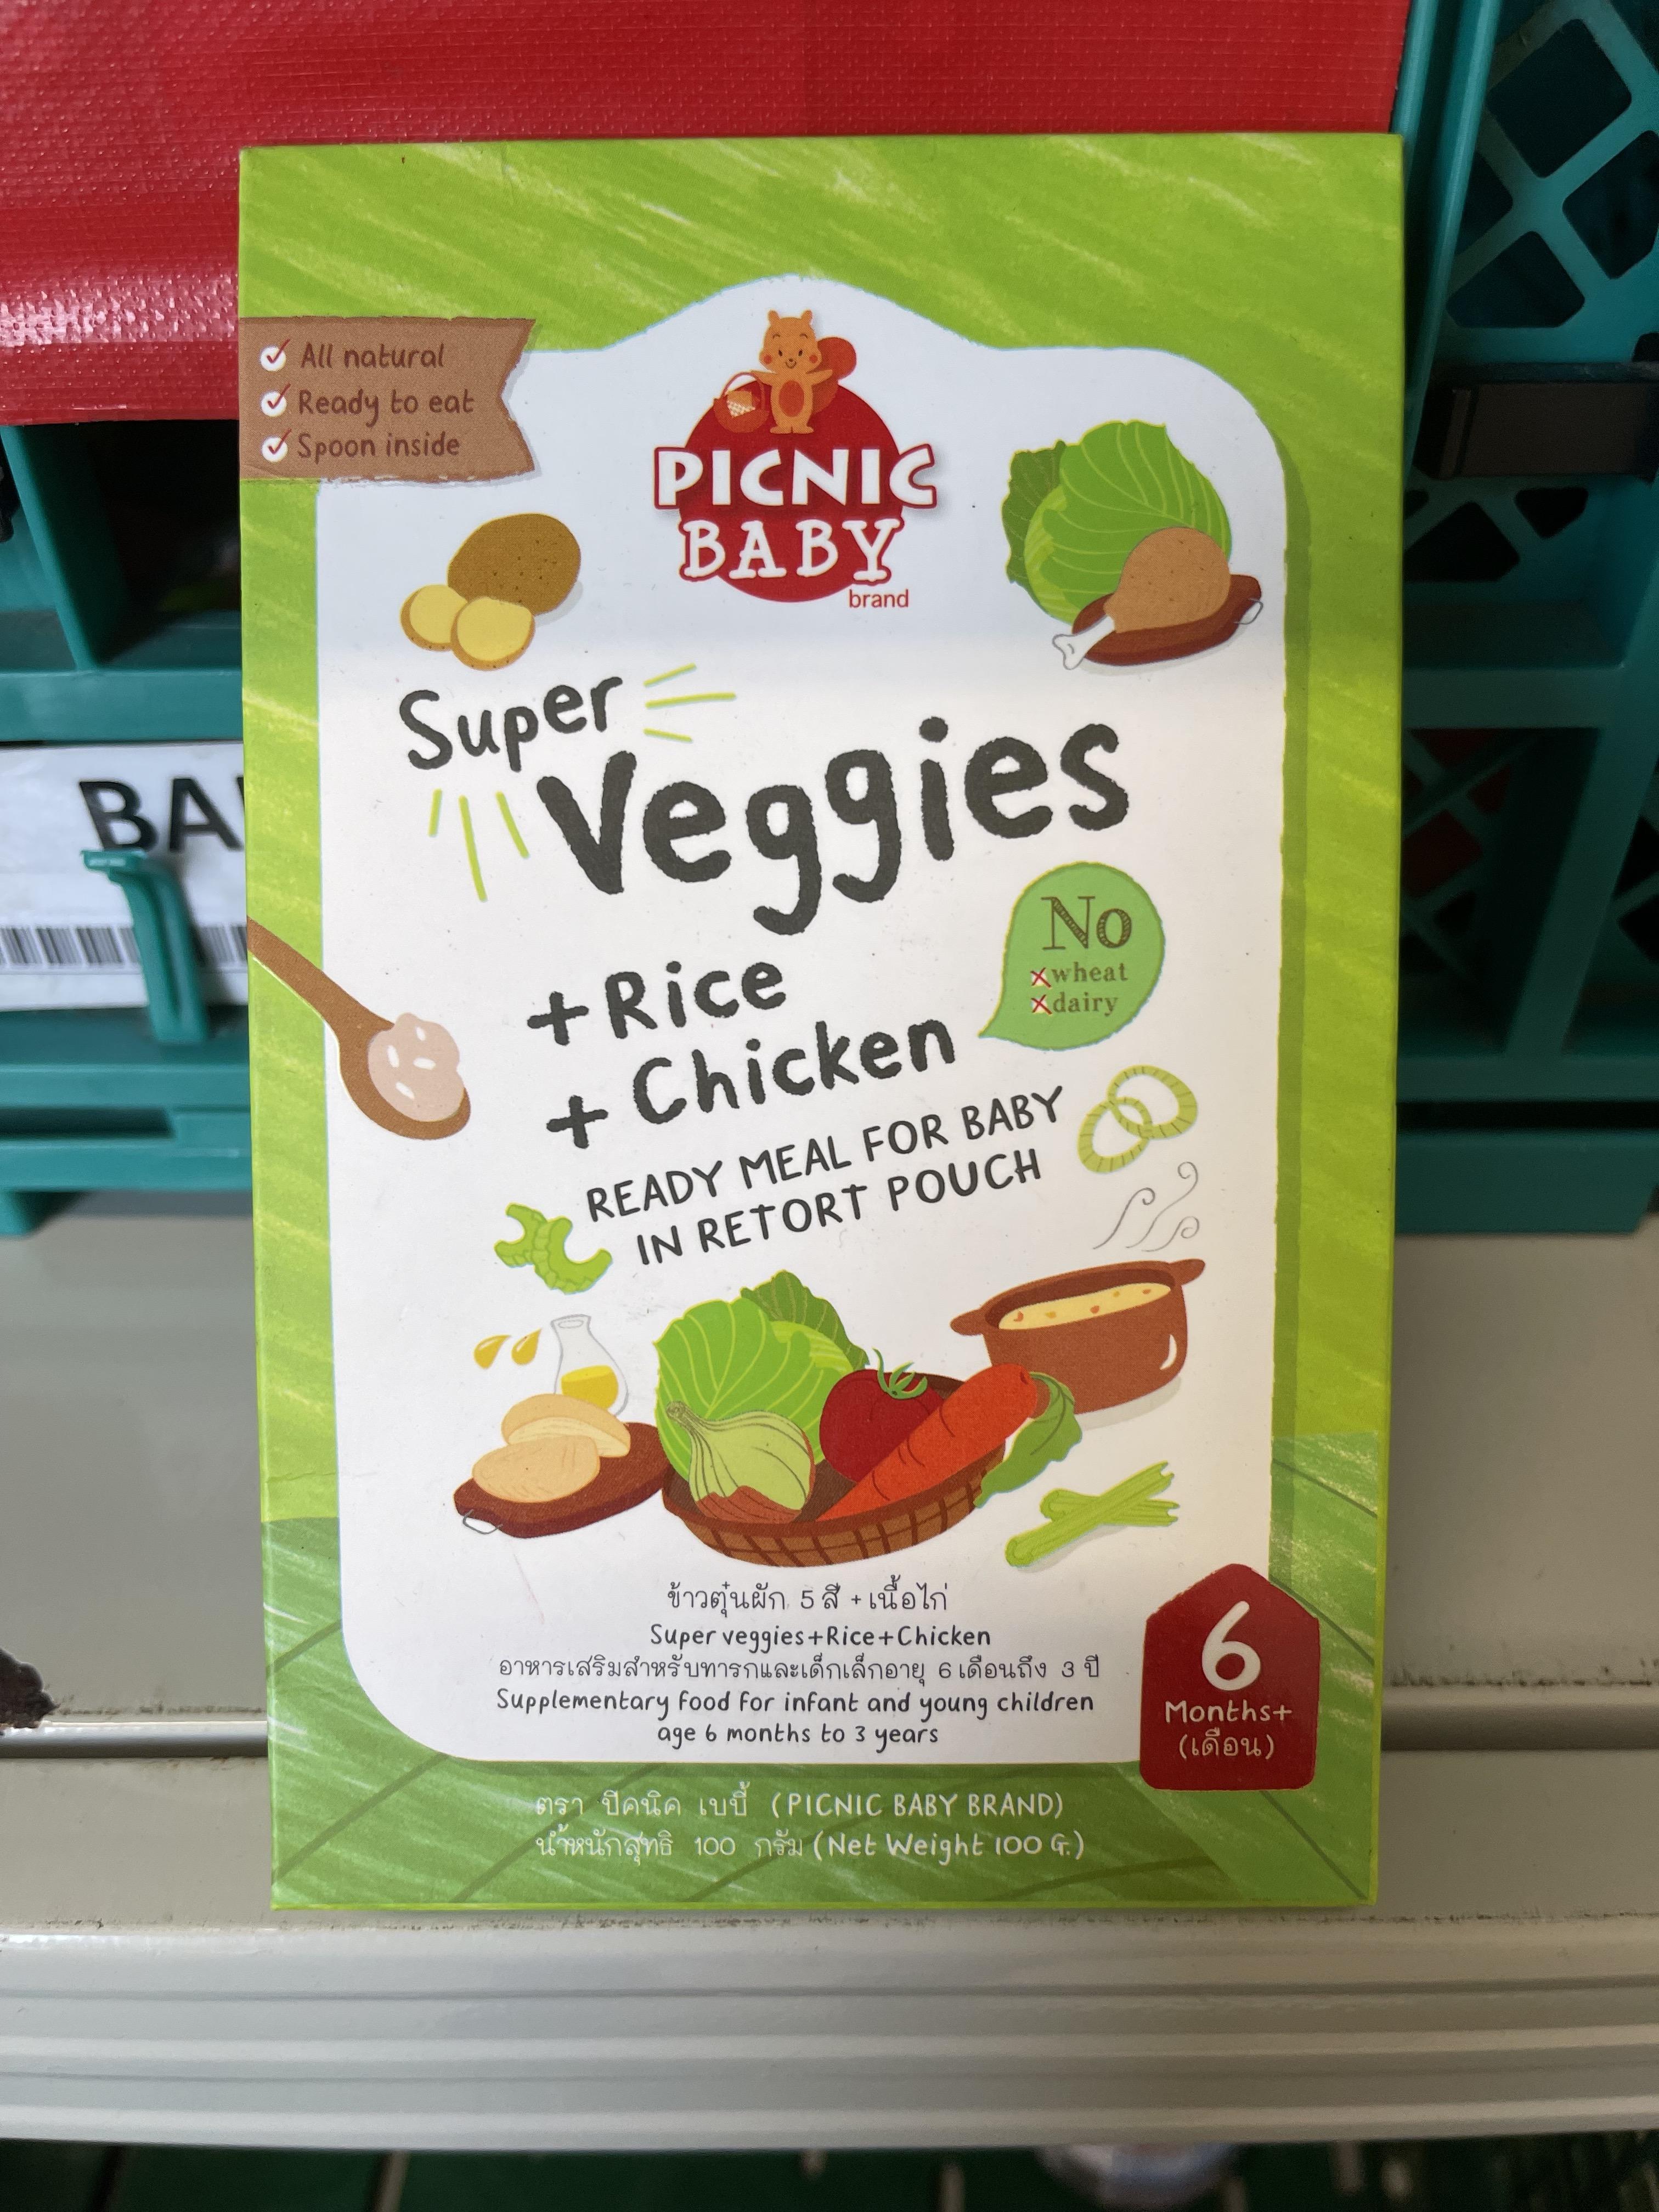 All natural
Ready to eat
Spoon inside
PICNIC
BABY
brand
Super
Veggies
+Rice
+Chicken
No
wheat
dairy
READY MEAL FOR BABY
IN RETORT POUCH
ข้าวตุ๋นผัก 5 สี + เนื้อไก่
Super veggies+Rice+Chicken
อาหารเสริมสำหรับทารกและเด็กเล็กอายุ 6 เดือนถึง 3 ปี
Supplementary food for infant and young children
age 6 months to 3 years
6
Months+
(เดือน)
ตรา ปิคนิค เบบี้ (PICNIC BABY BRAND)
น้ำหนักสุทธิ 100 กรัม (Net Weight 100 G.)